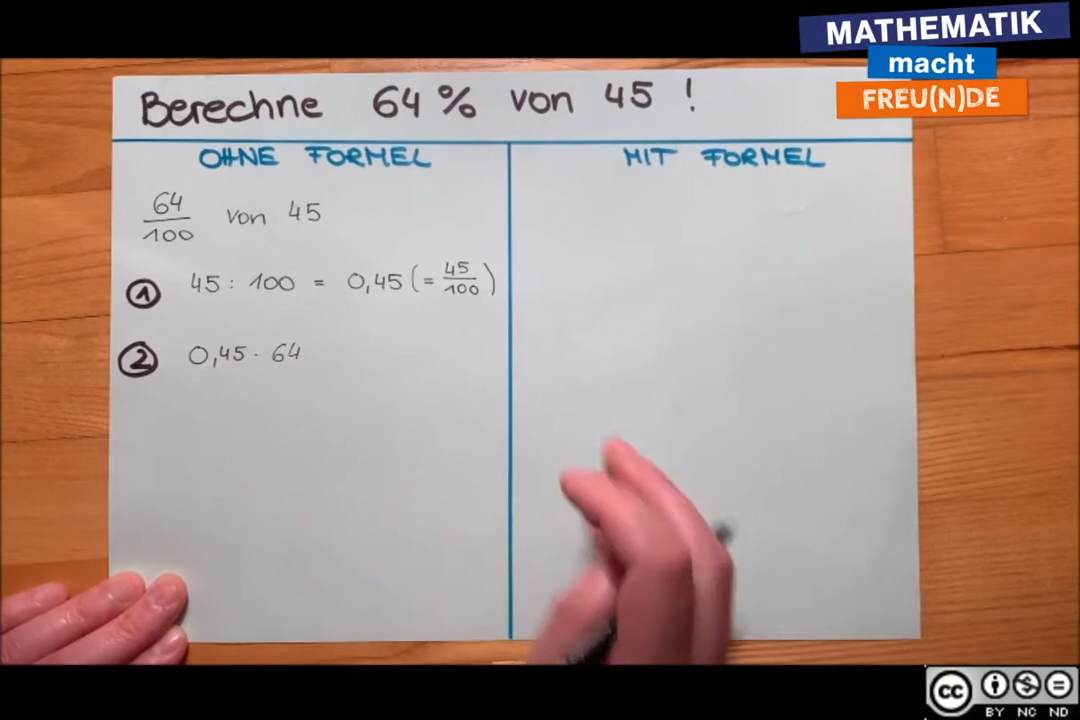 MATHEMATIK
macht
FREU(N)DE
Berechne 64 % von 45 !
OHNE FORMEL
64/100 von 45
① 45 : 100 = 0,45 (= 45/100)
② 0,45 · 64
MIT FORMEL
cc
BY NC ND